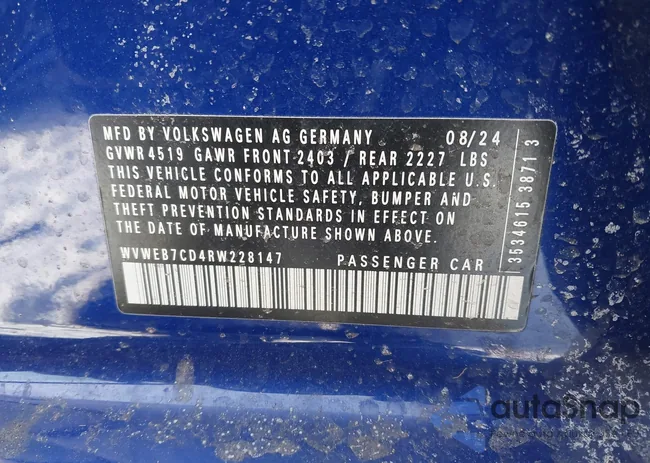 MFD BY VOLKSWAGEN AG GERMANY 08/24
GVWR 4519 GAWR FRONT 2403 / REAR 2227 LBS
THIS VEHICLE CONFORMS TO ALL APPLICABLE U.S.
FEDERAL MOTOR VEHICLE SAFETY, BUMPER AND
THEFT PREVENTION STANDARDS IN EFFECT ON
THE DATE OF MANUFACTURE SHOWN ABOVE.
WVWEB7CD4RW228147 PASSENGER CAR
3534615 3871 3
autoSnap